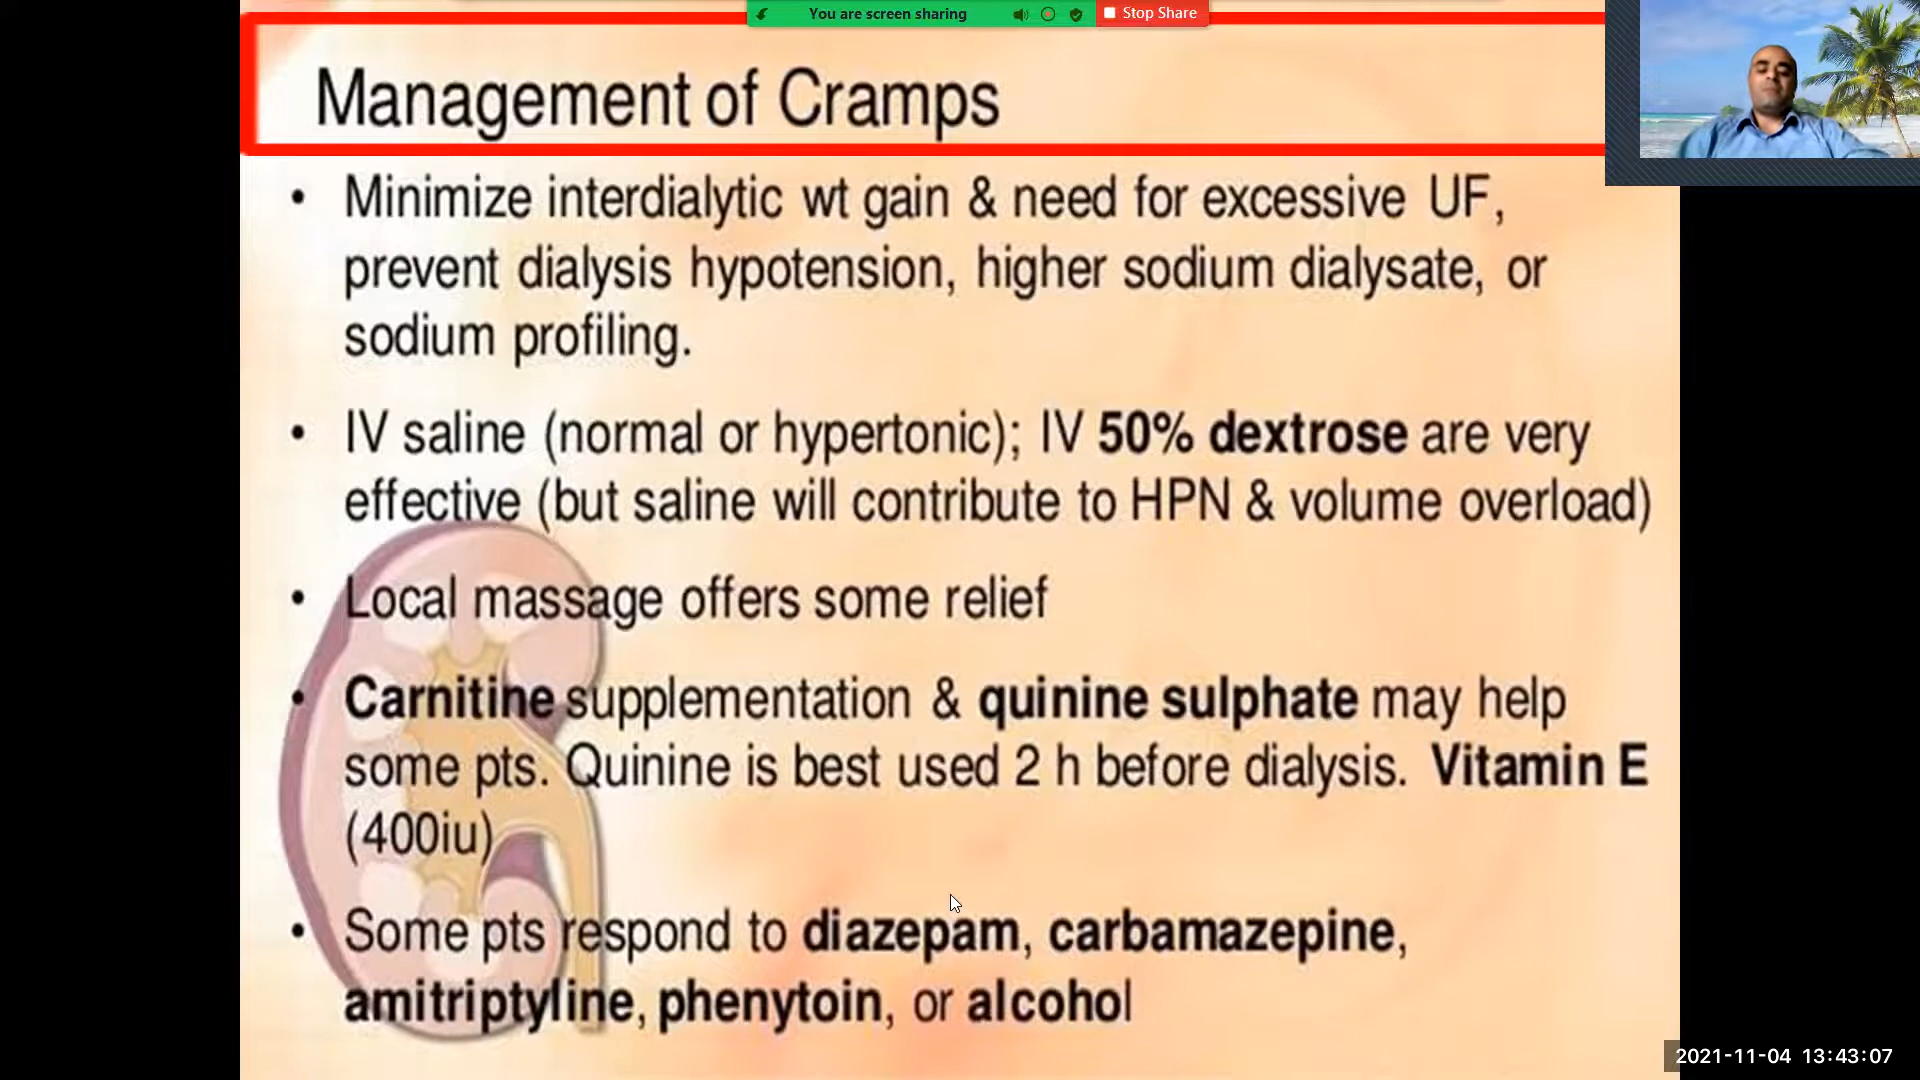 You are screen sharing
Stop Share
Management of Cramps
• Minimize interdialytic wt gain & need for excessive UF,
prevent dialysis hypotension, higher sodium dialysate, or
sodium profiling.
• IV saline (normal or hypertonic); IV 50% dextrose are very
effective (but saline will contribute to HPN & volume overload)
• Local massage offers some relief
• Carnitine supplementation & quinine sulphate may help
some pts. Quinine is best used 2 h before dialysis. Vitamin E
(400iu)
• Some pts respond to diazepam, carbamazepine,
amitriptyline, phenytoin, or alcohol
2021-11-04 13:43:07